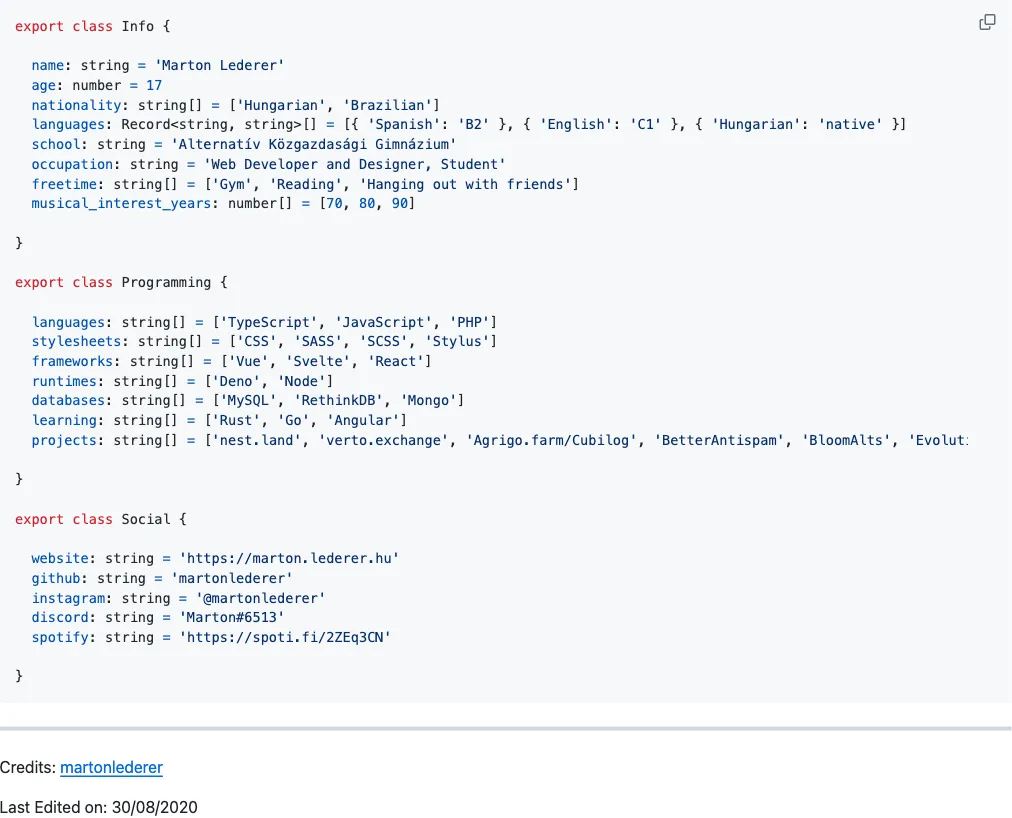 export class Info {
name: string = 'Marton Lederer'
age: number = 17
nationality: string[] = ['Hungarian', 'Brazilian']
languages: Record<string, string>[] = [{ 'Spanish': 'B2' }, { 'English': 'C1' }, { 'Hungarian': 'native' }]
school: string = 'Alternatív Közgazdasági Gimnázium'
occupation: string = 'Web Developer and Designer, Student'
freetime: string[] = ['Gym', 'Reading', 'Hanging out with friends']
musical_interest_years: number[] = [70, 80, 90]
}
export class Programming {
languages: string[] = ['TypeScript', 'JavaScript', 'PHP']
stylesheets: string[] = ['CSS', 'SASS', 'SCSS', 'Stylus']
frameworks: string[] = ['Vue', 'Svelte', 'React']
runtimes: string[] = ['Deno', 'Node']
databases: string[] = ['MySQL', 'RethinkDB', 'Mongo']
learning: string[] = ['Rust', 'Go', 'Angular']
projects: string[] = ['nest.land', 'verto.exchange', 'Agrigo.farm/Cubilog', 'BetterAntispam', 'BloomAlts',
}
export class Social {
website: string = 'https://marton.lederer.hu'
github: string = 'martonlederer'
instagram: string = '@martonlederer'
discord: string = 'Marton#6513'
spotify: string = 'https://spoti.fi/2ZEq3CN'
}
Credits: martonlederer
Last Edited on: 30/08/2020